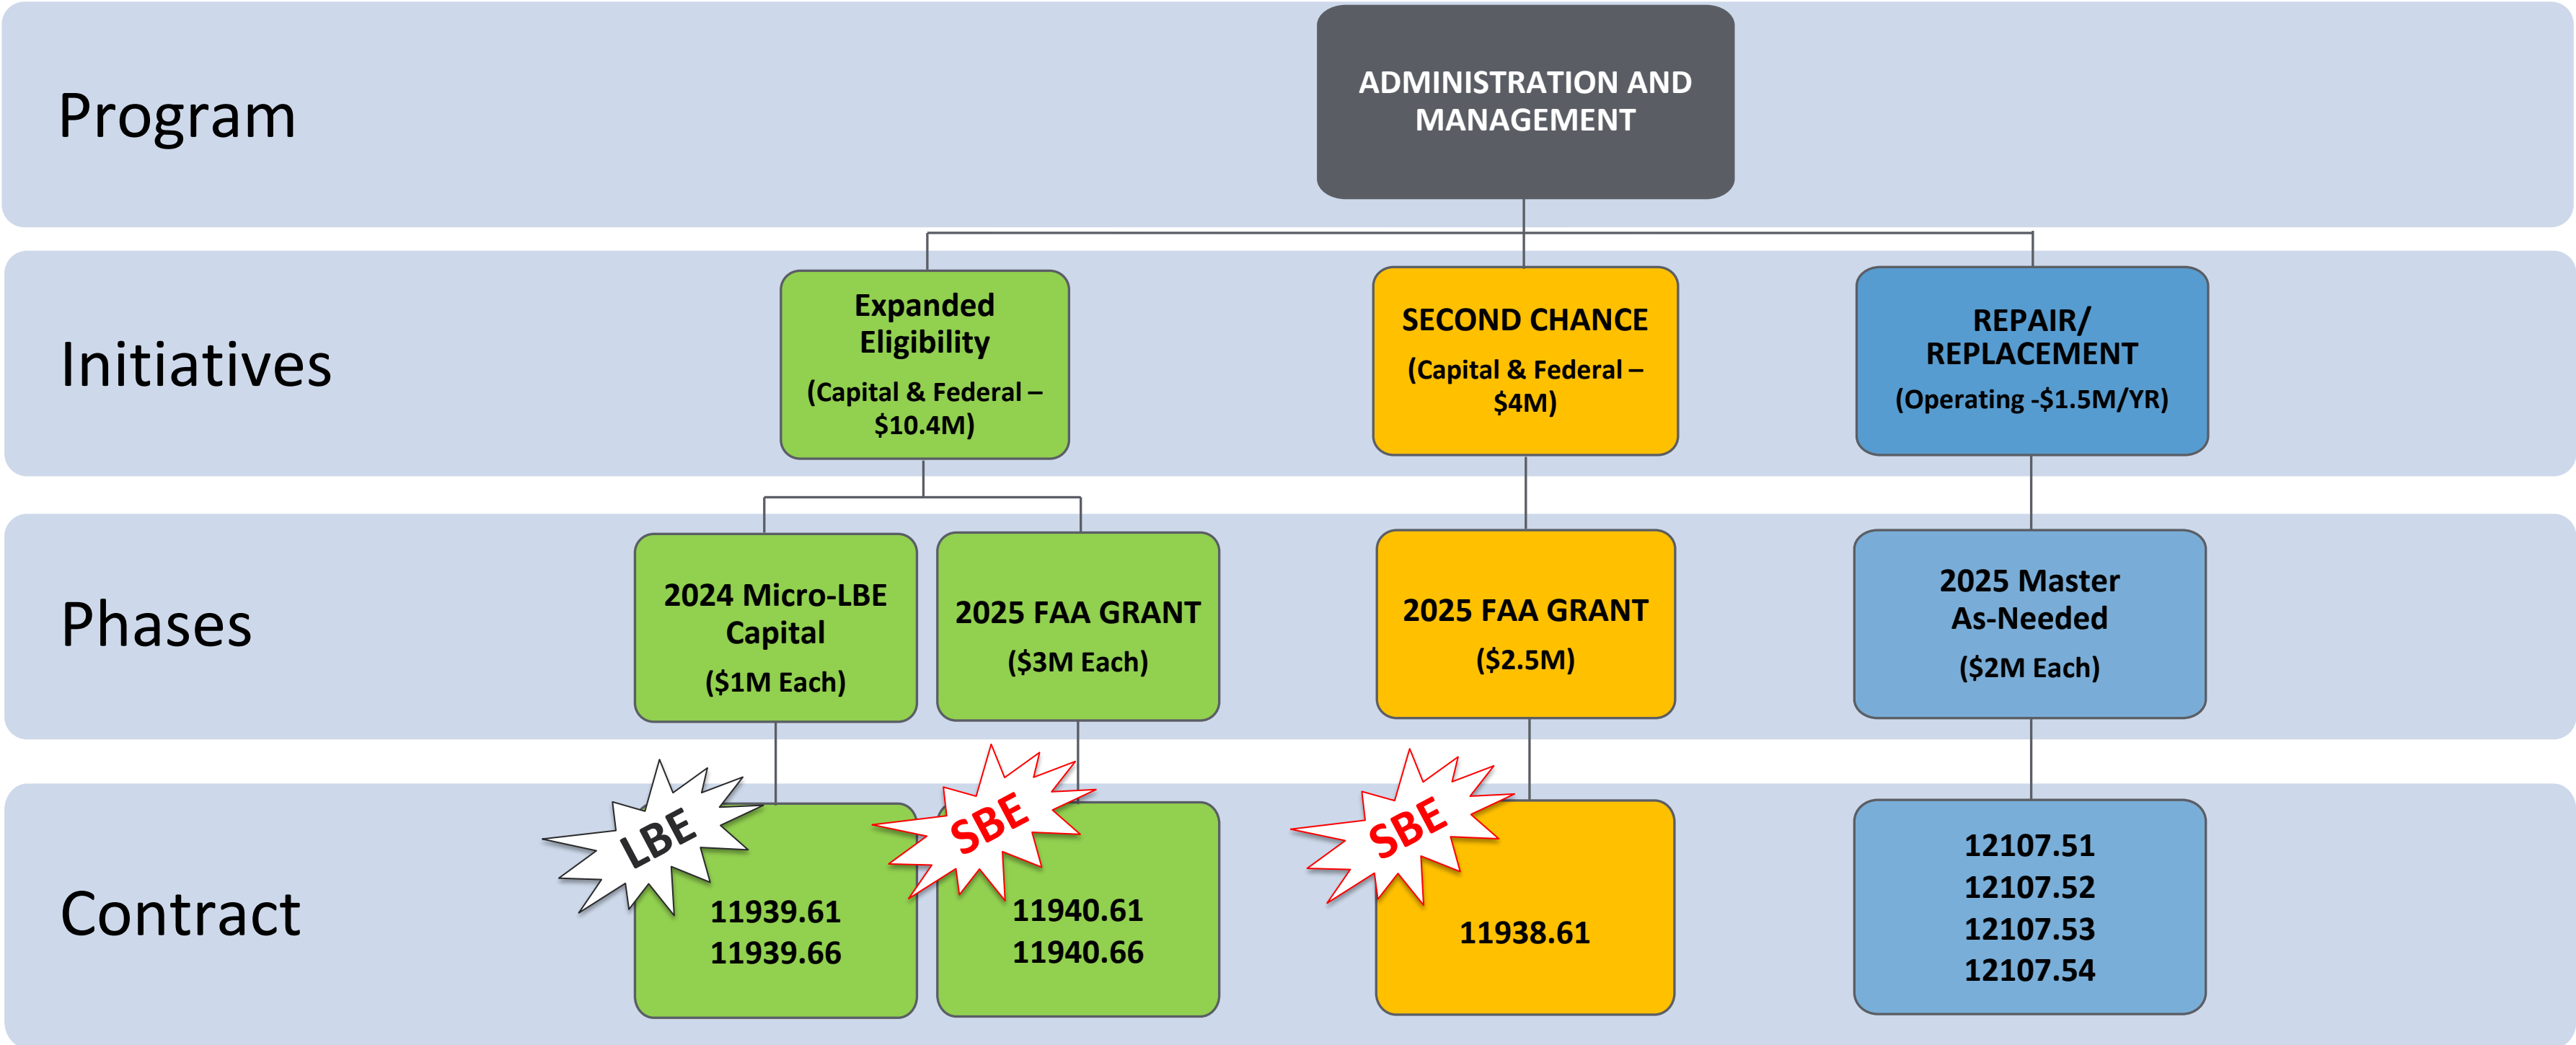 Program
ADMINISTRATION AND
MANAGEMENT
Initiatives
Expanded
Eligibility
(Capital & Federal –
$10.4M)
SECOND CHANCE
(Capital & Federal –
$4M)
REPAIR/
REPLACEMENT
(Operating -$1.5M/YR)
Phases
2024 Micro-LBE
Capital
($1M Each)
2025 FAA GRANT
($3M Each)
2025 FAA GRANT
($2.5M)
2025 Master
As-Needed
($2M Each)
Contract
LBE
11939.61
11939.66
SBE
11940.61
11940.66
SBE
11938.61
12107.51
12107.52
12107.53
12107.54